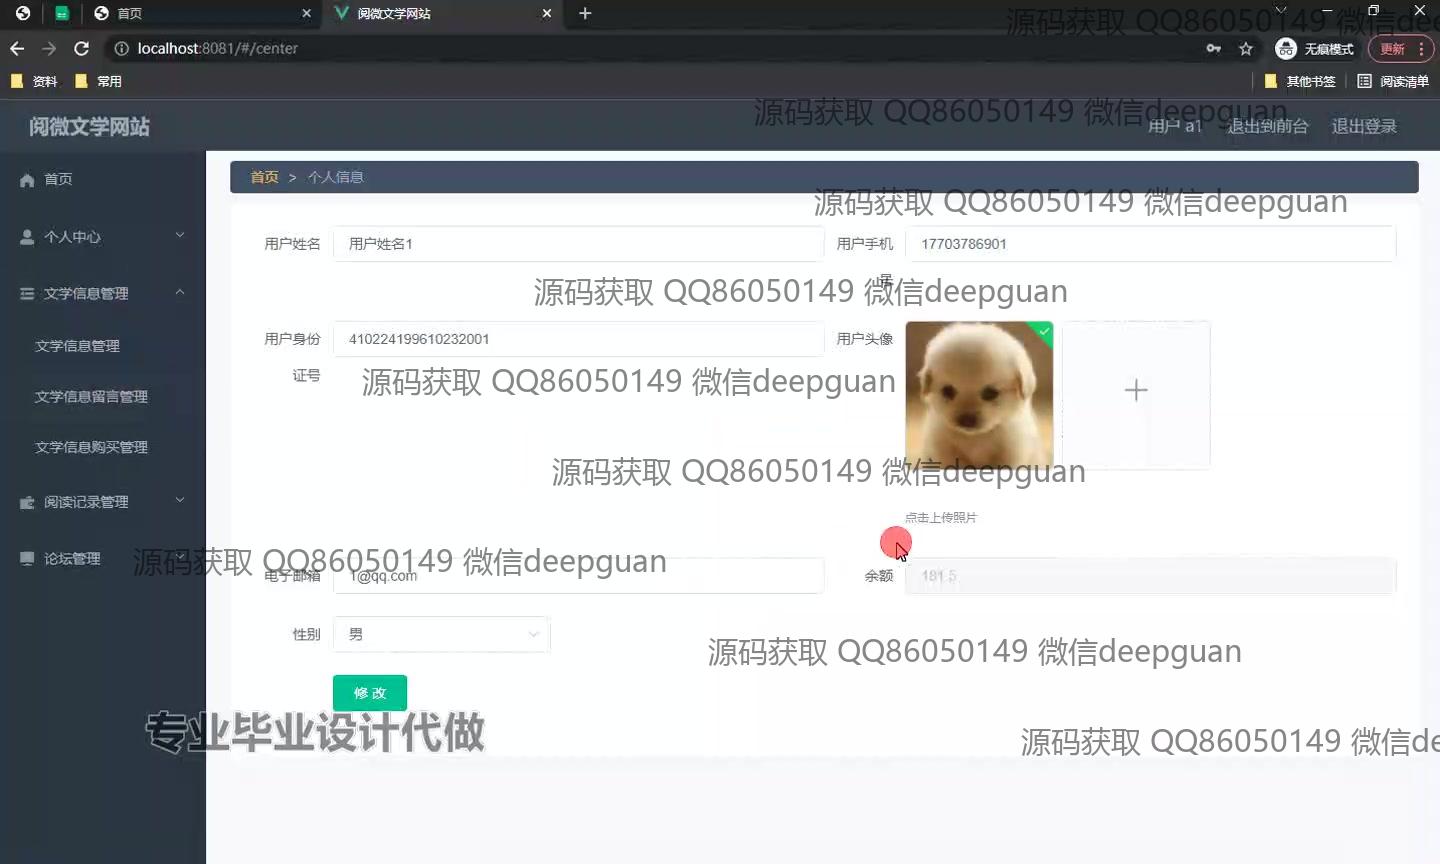 首页
阅微文学网站
localhost:8081/#/center
无痕模式
更新
资料
常用
其他书签
阅读清单
源码获取 QQ86050149 微信deepguan
阅微文学网站
用户 a1
退出到前台
退出登录
源码获取 QQ86050149 微信deepguan
首页
个人中心
文学信息管理
文学信息管理
文学信息留言管理
文学信息购买管理
阅读记录管理
论坛管理
首页 > 个人信息
源码获取 QQ86050149 微信deepguan
用户姓名
用户姓名1
用户手机
17703786901
源码获取 QQ86050149 微信deepguan
用户身份
证号
410224199610232001
用户头像
源码获取 QQ86050149 微信deepguan
源码获取 QQ86050149 微信deepguan
点击上传照片
源码获取 QQ86050149 微信deepguan
电子邮箱
1@qq.com
余额
181.5
性别
男
源码获取 QQ86050149 微信deepguan
修改
专业毕业设计代做
源码获取 QQ86050149 微信de